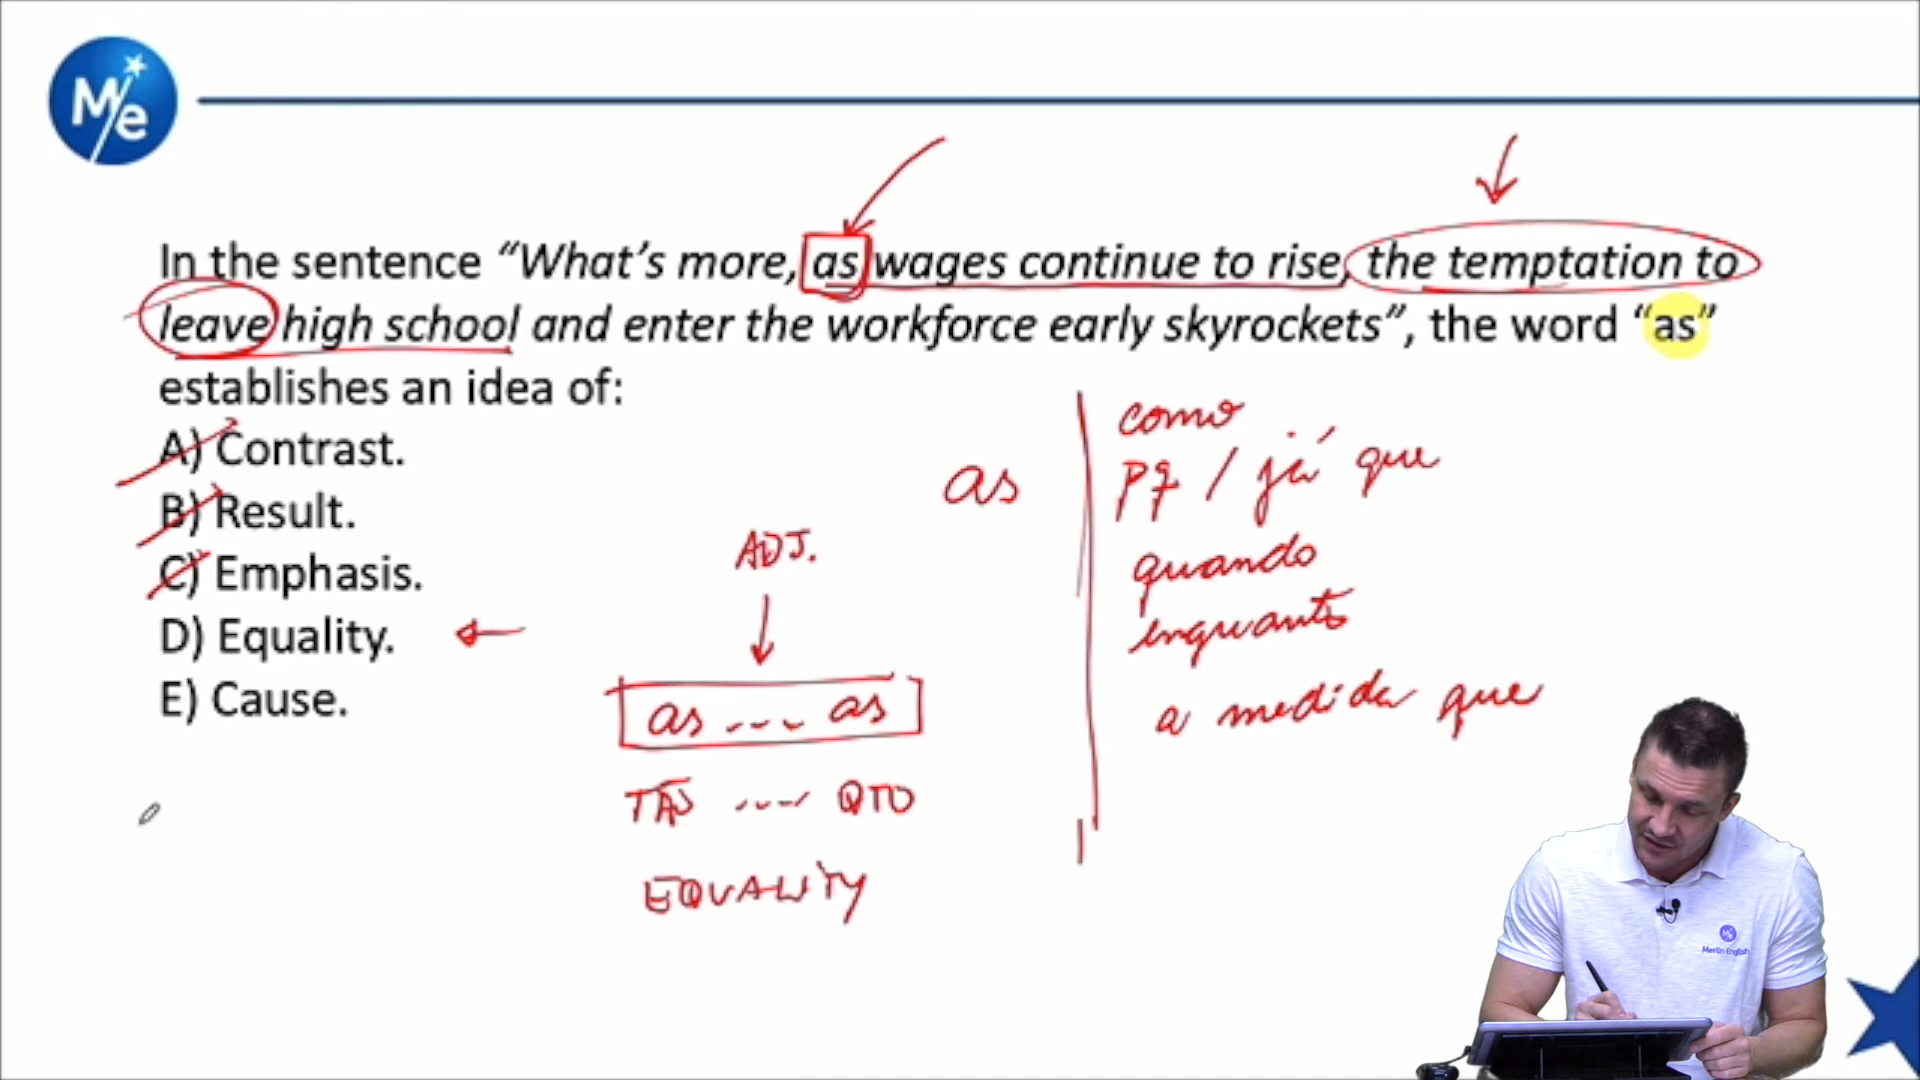 Me
In the sentence “What’s more, as wages continue to rise, the temptation to
leave high school and enter the workforce early skyrockets”, the word “as”
establishes an idea of:
A) Contrast.
B) Result.
C) Emphasis.
D) Equality.
E) Cause.
ADJ.
as .... as
TÃO .... QTO
EQUALITY
as
como
pq / já que
quando
enquanto
a medida que
Me
Merlin English